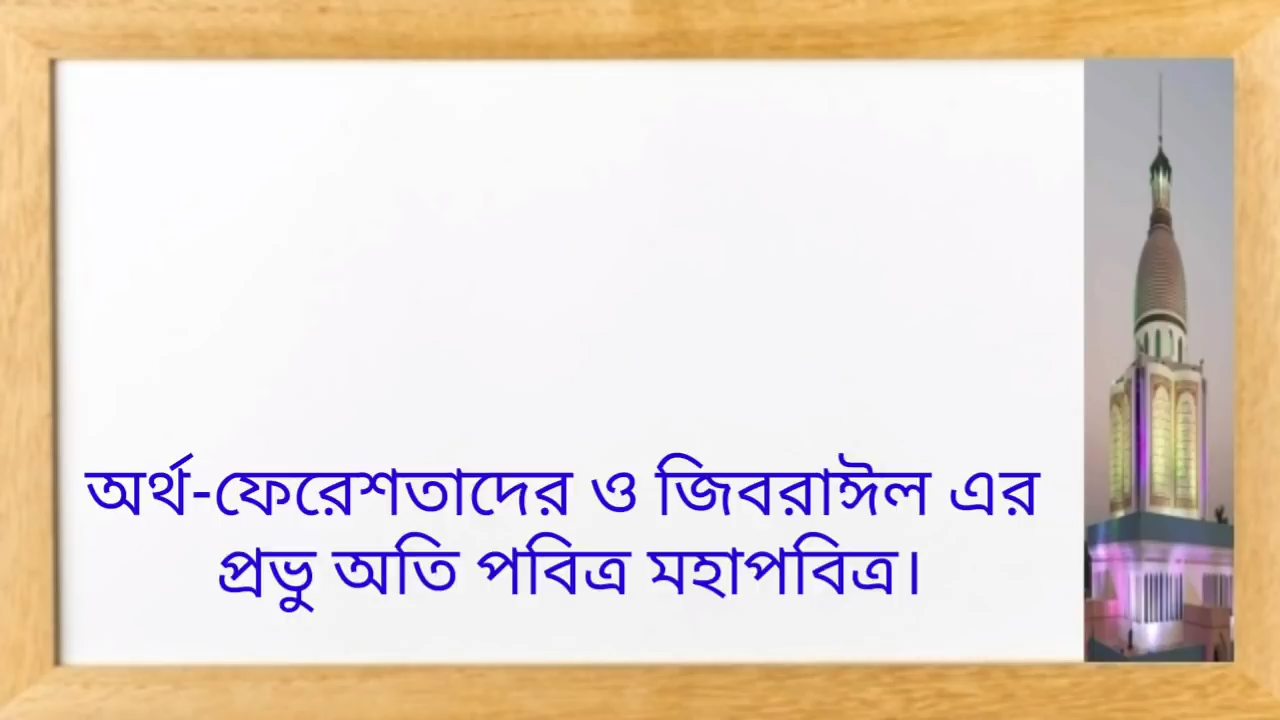 অর্থ-ফেরেশতাদের ও জিবরাঈল এর
প্রভু অতি পবিত্র মহাপবিত্র।